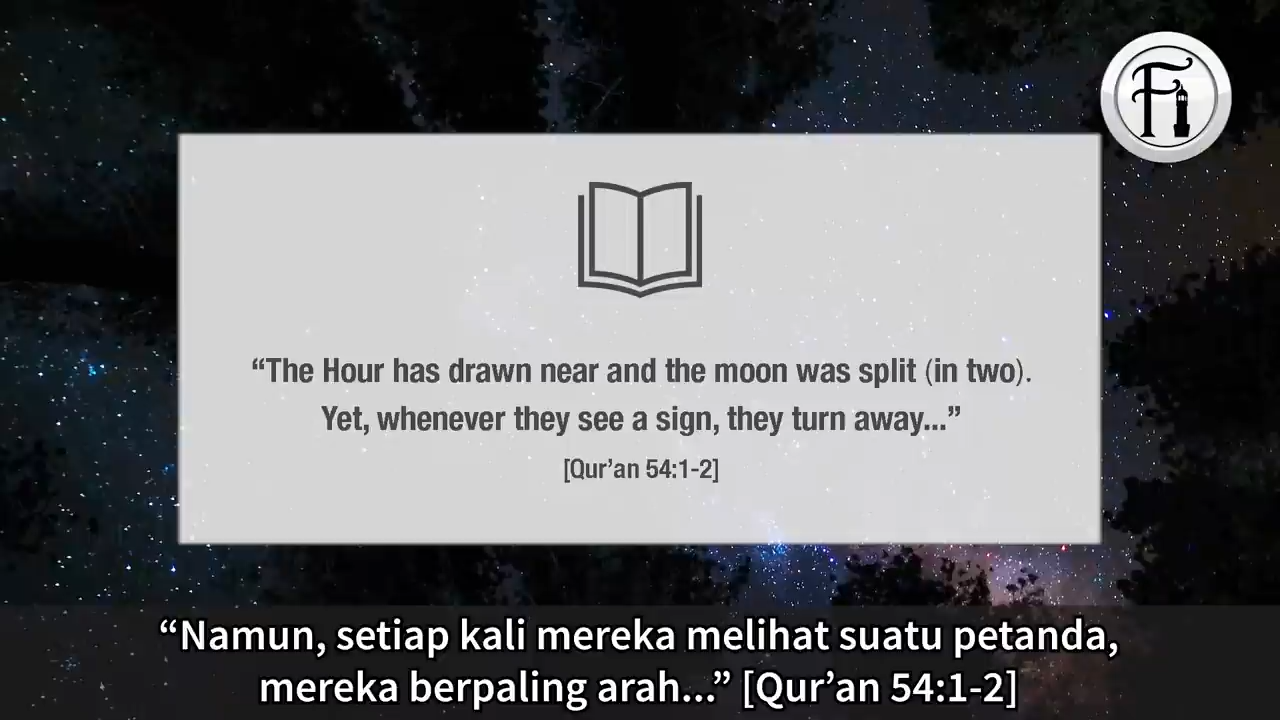 Fi
“The Hour has drawn near and the moon was split (in two).
Yet, whenever they see a sign, they turn away...”
[Qur’an 54:1-2]
“Namun, setiap kali mereka melihat suatu petanda,
mereka berpaling arah...” [Qur’an 54:1-2]